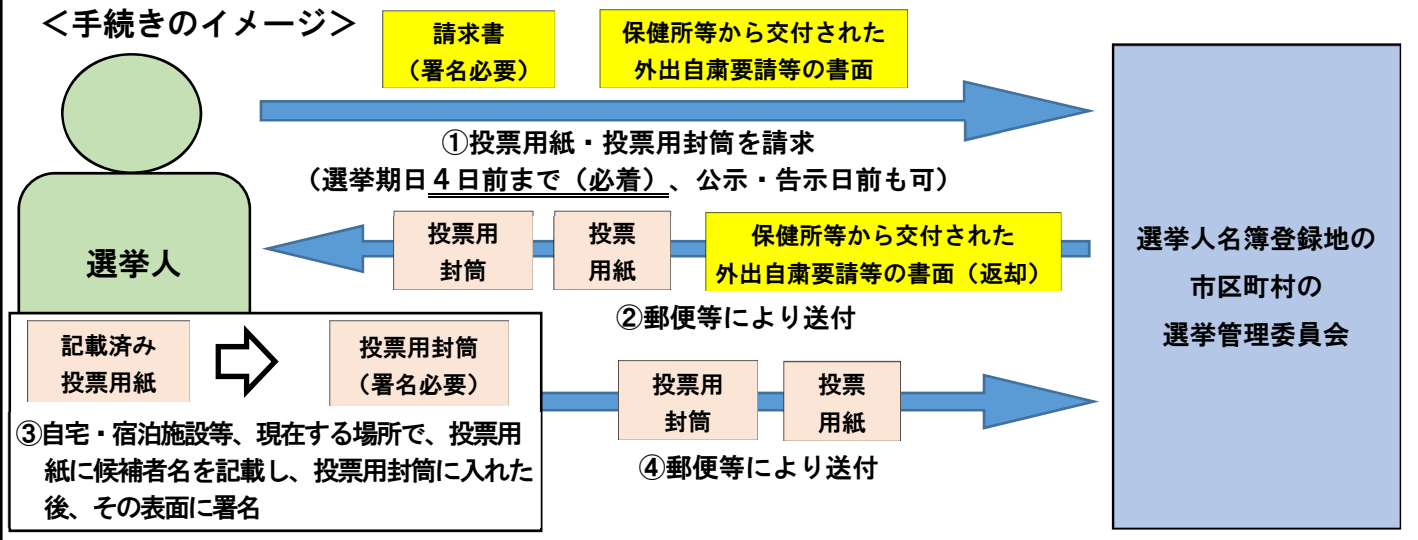 ＜手続きのイメージ＞
請求書
（署名必要）
保健所等から交付された
外出自粛要請等の書面
①投票用紙・投票用封筒を請求
（選挙期日４日前まで（必着）、公示・告示日前も可）
選挙人
投票用
封筒
投票
用紙
保健所等から交付された
外出自粛要請等の書面（返却）
②郵便等により送付
選挙人名簿登録地の
市区町村の
選挙管理委員会
記載済み
投票用紙
投票用封筒
（署名必要）
③自宅・宿泊施設等、現在する場所で、投票用
紙に候補者名を記載し、投票用封筒に入れた
後、その表面に署名
投票用
封筒
投票
用紙
④郵便等により送付